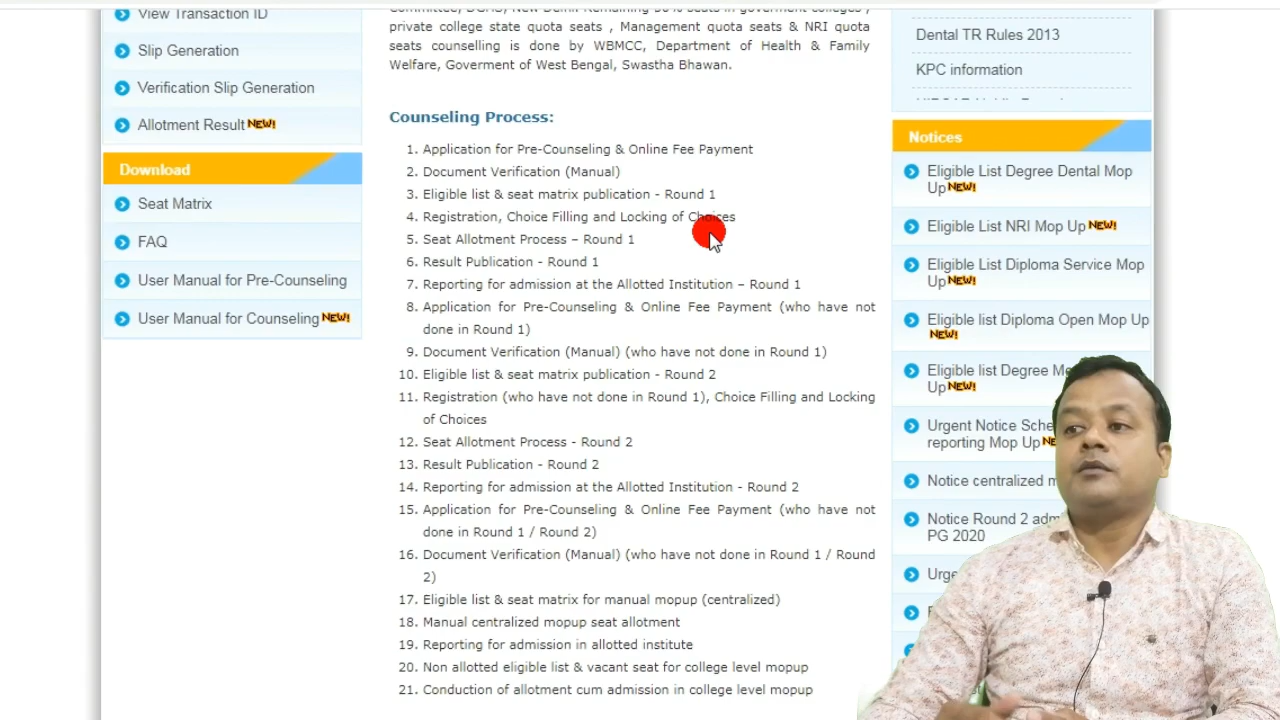 View Transaction ID
Slip Generation
Verification Slip Generation
Allotment Result NEW!
Download
Seat Matrix
FAQ
User Manual for Pre-Counseling
User Manual for Counseling NEW!
Committee, DGHS, New Delhi. Remaining 50% seats in goverment colleges ,
private college state quota seats , Management quota seats & NRI quota
seats counselling is done by WBMCC, Department of Health & Family
Welfare, Goverment of West Bengal, Swastha Bhawan.
Counseling Process:
1. Application for Pre-Counseling & Online Fee Payment
2. Document Verification (Manual)
3. Eligible list & seat matrix publication - Round 1
4. Registration, Choice Filling and Locking of Choices
5. Seat Allotment Process – Round 1
6. Result Publication - Round 1
7. Reporting for admission at the Allotted Institution – Round 1
8. Application for Pre-Counseling & Online Fee Payment (who have not
done in Round 1)
9. Document Verification (Manual) (who have not done in Round 1)
10. Eligible list & seat matrix publication - Round 2
11. Registration (who have not done in Round 1), Choice Filling and Locking
of Choices
12. Seat Allotment Process - Round 2
13. Result Publication - Round 2
14. Reporting for admission at the Allotted Institution - Round 2
15. Application for Pre-Counseling & Online Fee Payment (who have not
done in Round 1 / Round 2)
16. Document Verification (Manual) (who have not done in Round 1 / Round
2)
17. Eligible list & seat matrix for manual mopup (centralized)
18. Manual centralized mopup seat allotment
19. Reporting for admission in allotted institute
20. Non allotted eligible list & vacant seat for college level mopup
21. Conduction of allotment cum admission in college level mopup
Dental TR Rules 2013
KPC information
Notices
Eligible List Degree Dental Mop
Up NEW!
Eligible List NRI Mop Up NEW!
Eligible List Diploma Service Mop
Up NEW!
Eligible list Diploma Open Mop Up
NEW!
Eligible list Degree
Up NEW!
Urgent Notice
reporting Mop Up
Notice centralized
Notice Round 2
PG 2020